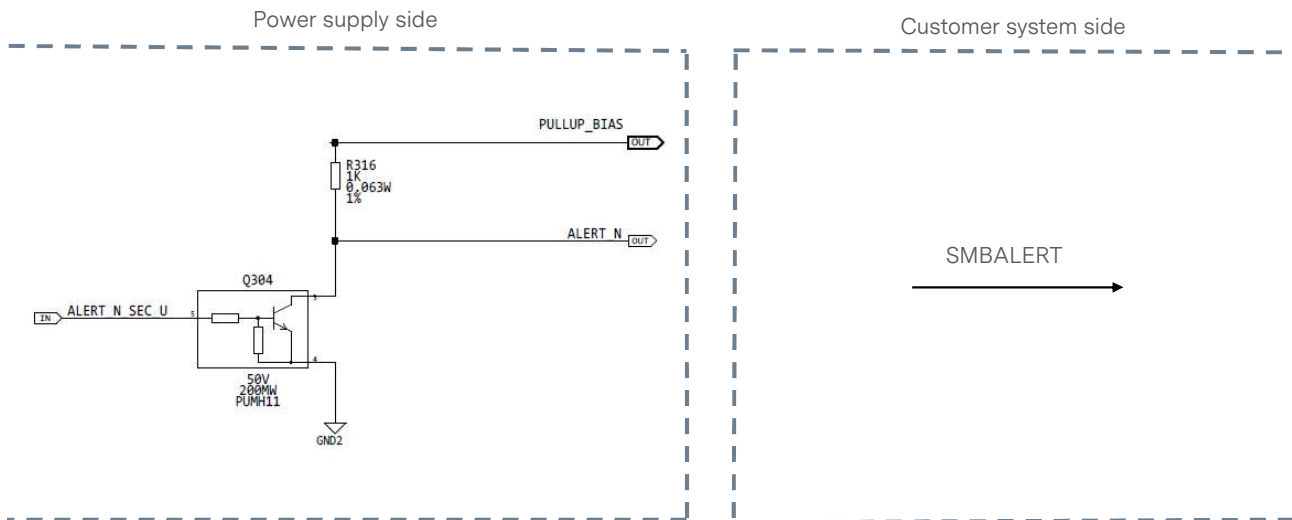 Power supply side
Customer system side
PULLUP_BIAS
OUT
R316
1K
0,063W
1%
ALERT_N
OUT
SMBALERT
Q304
3
IN
ALERT_N_SEC_U
5
4
50V
200MW
PUMH11
GND2